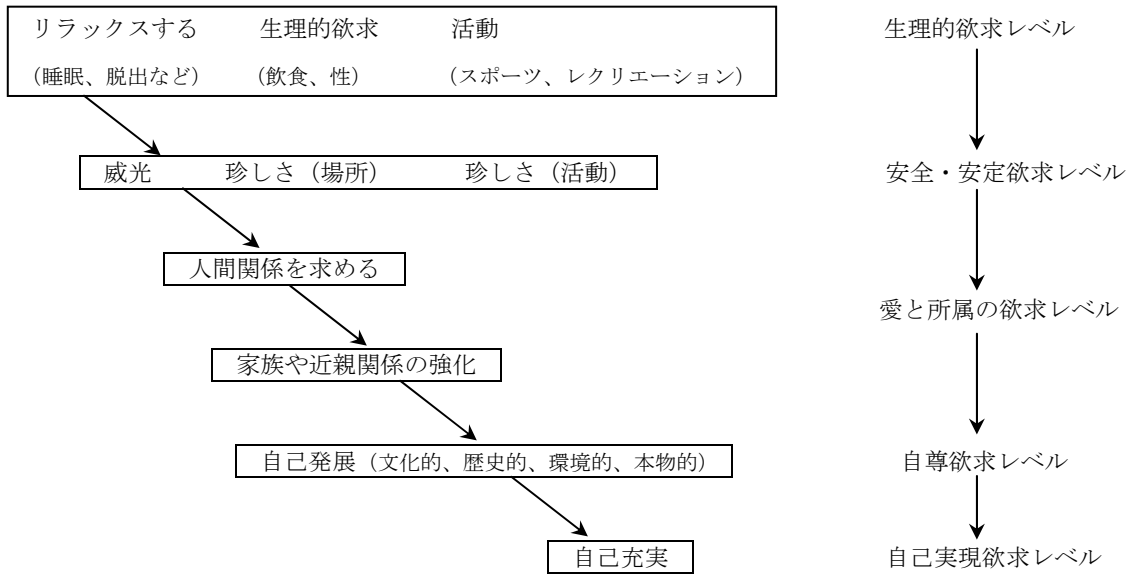 リラックスする 生理的欲求 活動 生理的欲求レベル
（睡眠、脱出など） （飲食、性） （スポーツ、レクリエーション）
威光 珍しさ（場所） 珍しさ（活動） 安全・安定欲求レベル
人間関係を求める
愛と所属の欲求レベル
家族や近親関係の強化
自己発展（文化的、歴史的、環境的、本物的） 自尊欲求レベル
自己充実 自己実現欲求レベル